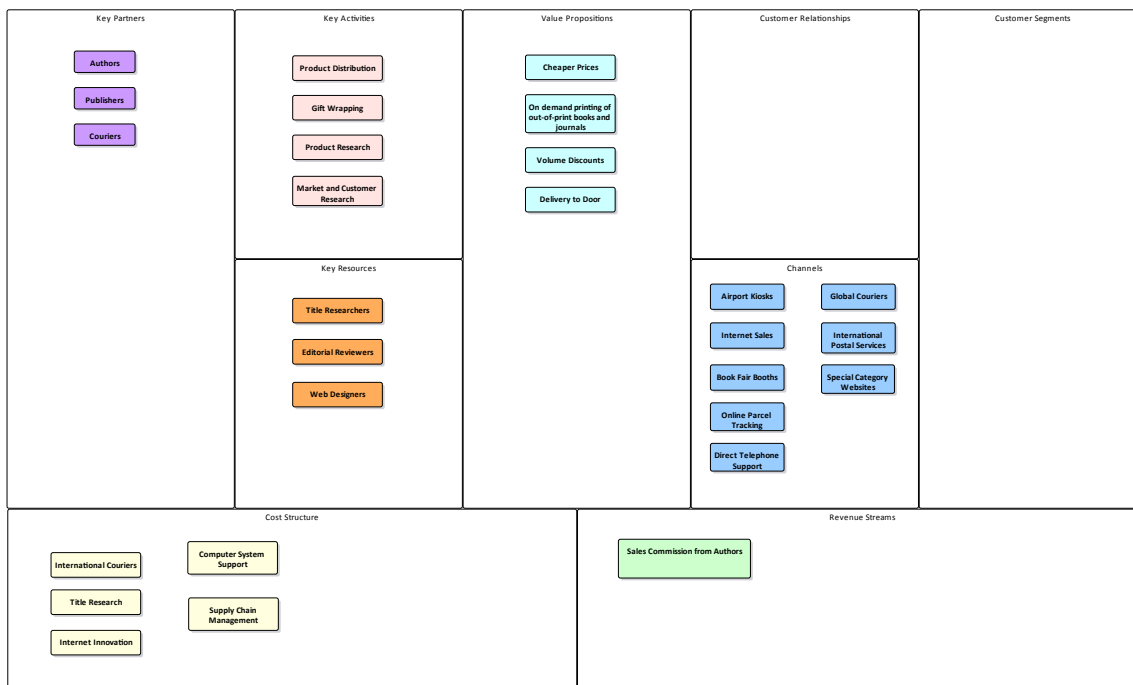 Key Partners
Authors
Publishers
Couriers
Key Activities
Product Distribution
Gift Wrapping
Product Research
Market and Customer
Research
Key Resources
Title Researchers
Editorial Reviewers
Web Designers
Value Propositions
Cheaper Prices
On demand printing of
out-of-print books and
journals
Volume Discounts
Delivery to Door
Customer Relationships
Channels
Airport Kiosks
Internet Sales
Book Fair Booths
Online Parcel
Tracking
Direct Telephone
Support
Global Couriers
International
Postal Services
Special Category
Websites
Customer Segments
Cost Structure
International Couriers
Title Research
Internet Innovation
Computer System
Support
Supply Chain
Management
Revenue Streams
Sales Commission from Authors